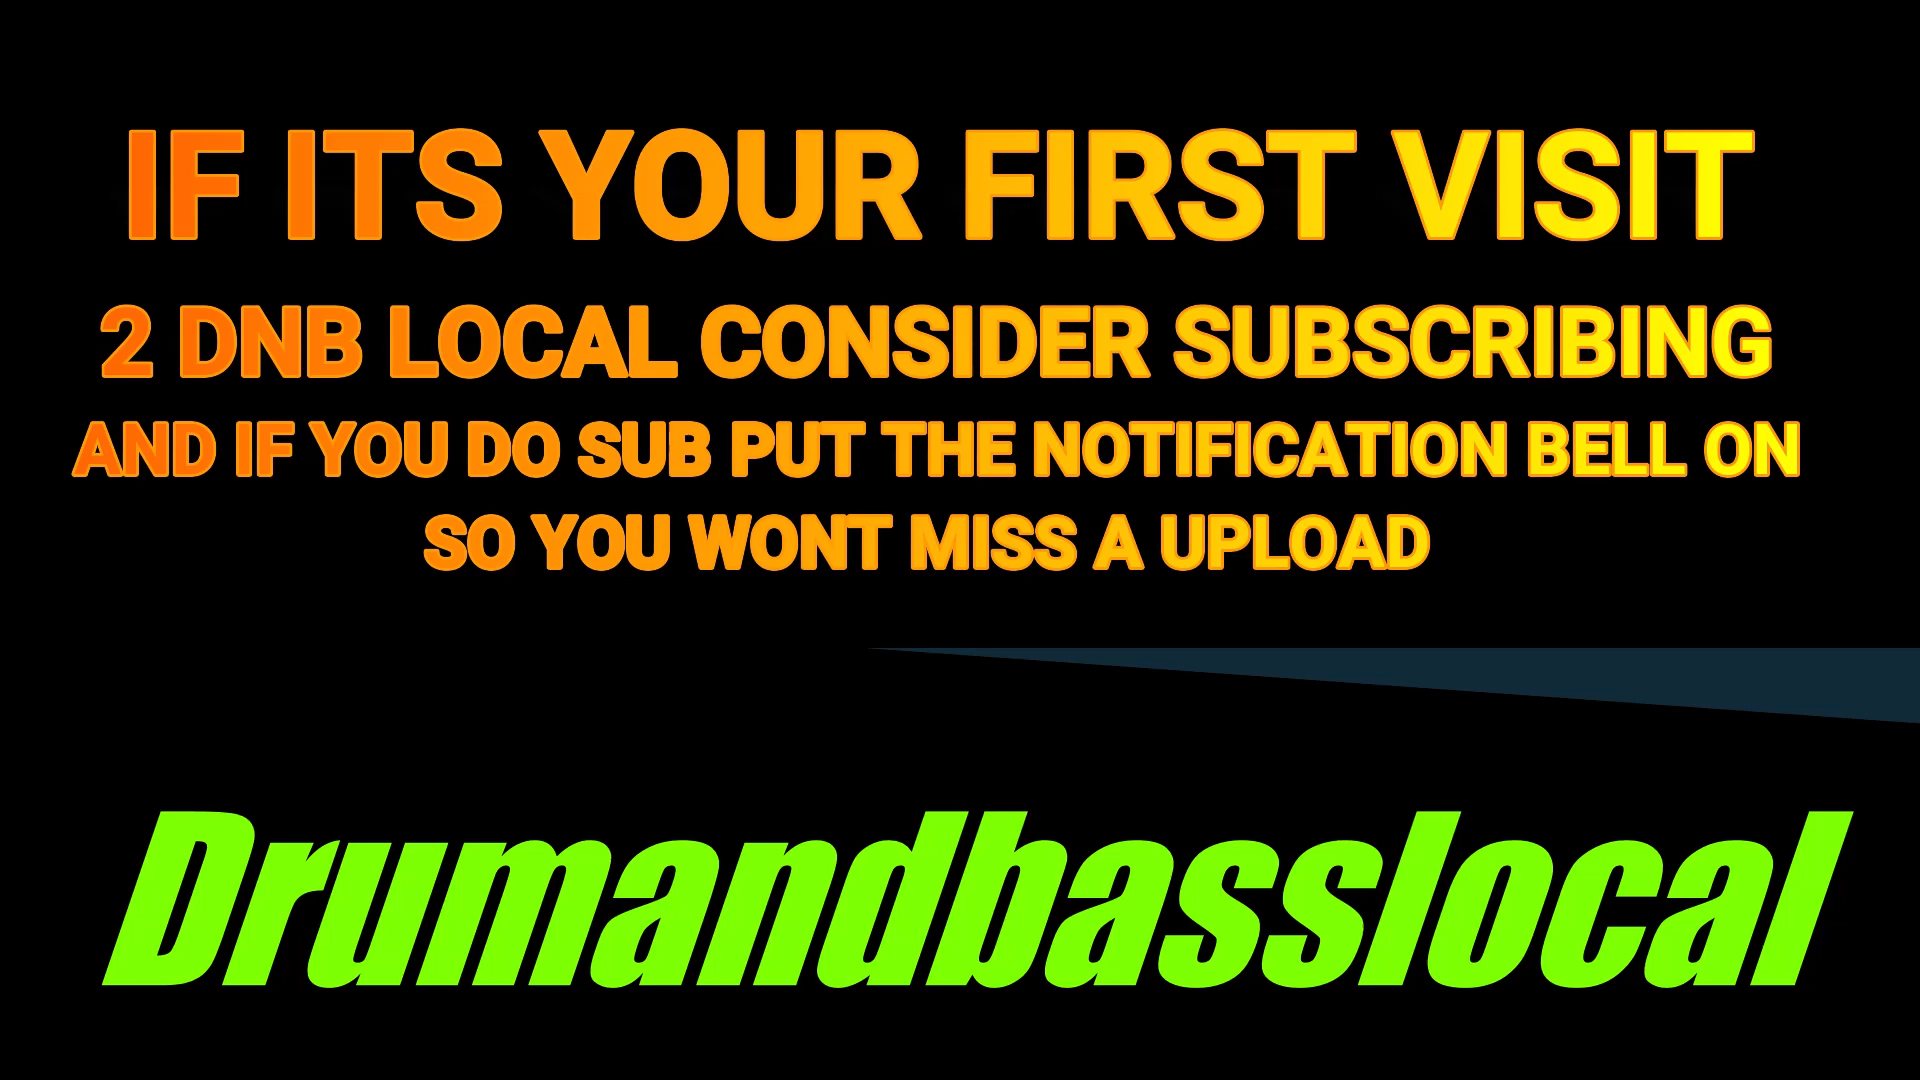 IF ITS YOUR FIRST VISIT
2 DNB LOCAL CONSIDER SUBSCRIBING
AND IF YOU DO SUB PUT THE NOTIFICATION BELL ON
SO YOU WONT MISS A UPLOAD
Drumandbasslocal